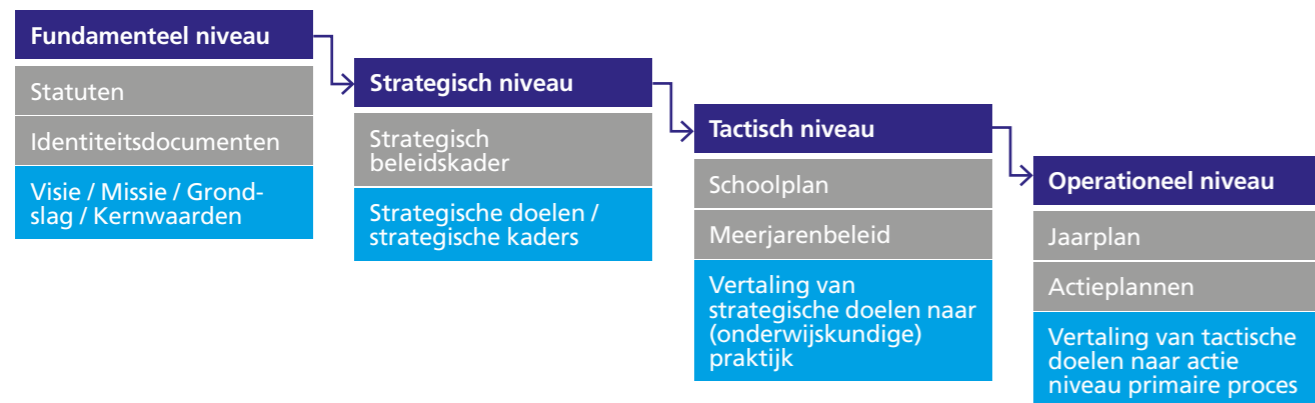 Fundamenteel niveau
Statuten
Identiteitsdocumenten
Visie / Missie / Grond-
slag / Kernwaarden
Strategisch niveau
Strategisch
beleidskader
Strategische doelen /
strategische kaders
Tactisch niveau
Schoolplan
Meerjarenbeleid
Vertaling van
strategische doelen naar
(onderwijskundige)
praktijk
Operationeel niveau
Jaarplan
Actieplannen
Vertaling van tactische
doelen naar actie
niveau primaire proces